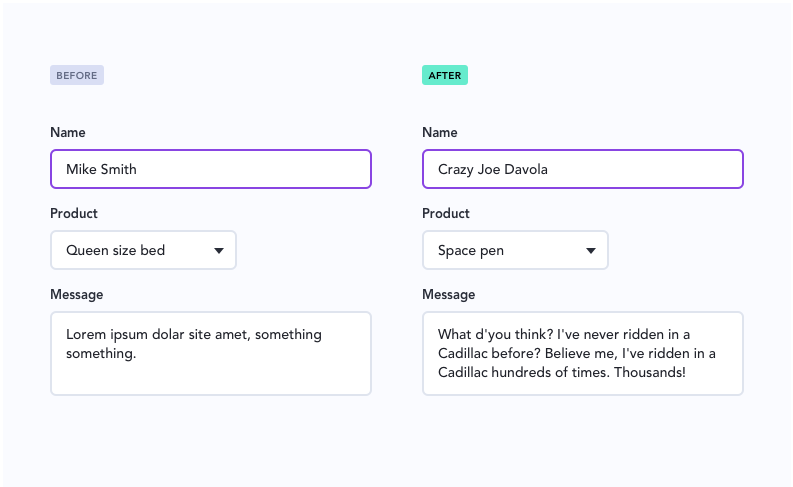 BEFORE
Name
Mike Smith
Product
Queen size bed
Message
Lorem ipsum dolar site amet, something
something.
AFTER
Name
Crazy Joe Davola
Product
Space pen
Message
What d'you think? I've never ridden in a
Cadillac before? Believe me, I've ridden in a
Cadillac hundreds of times. Thousands!